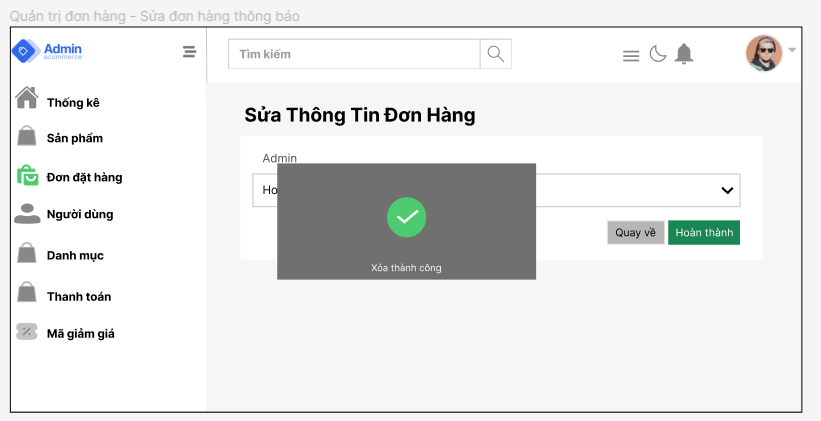 Quản trị đơn hàng - Sửa đơn hàng thông báo
Admin
ecommerce
Tìm kiếm
Thống kê
Sản phẩm
Đơn đặt hàng
Người dùng
Danh mục
Thanh toán
Mã giảm giá
Sửa Thông Tin Đơn Hàng
Admin
Ho
Xóa thành công
Quay về
Hoàn thành